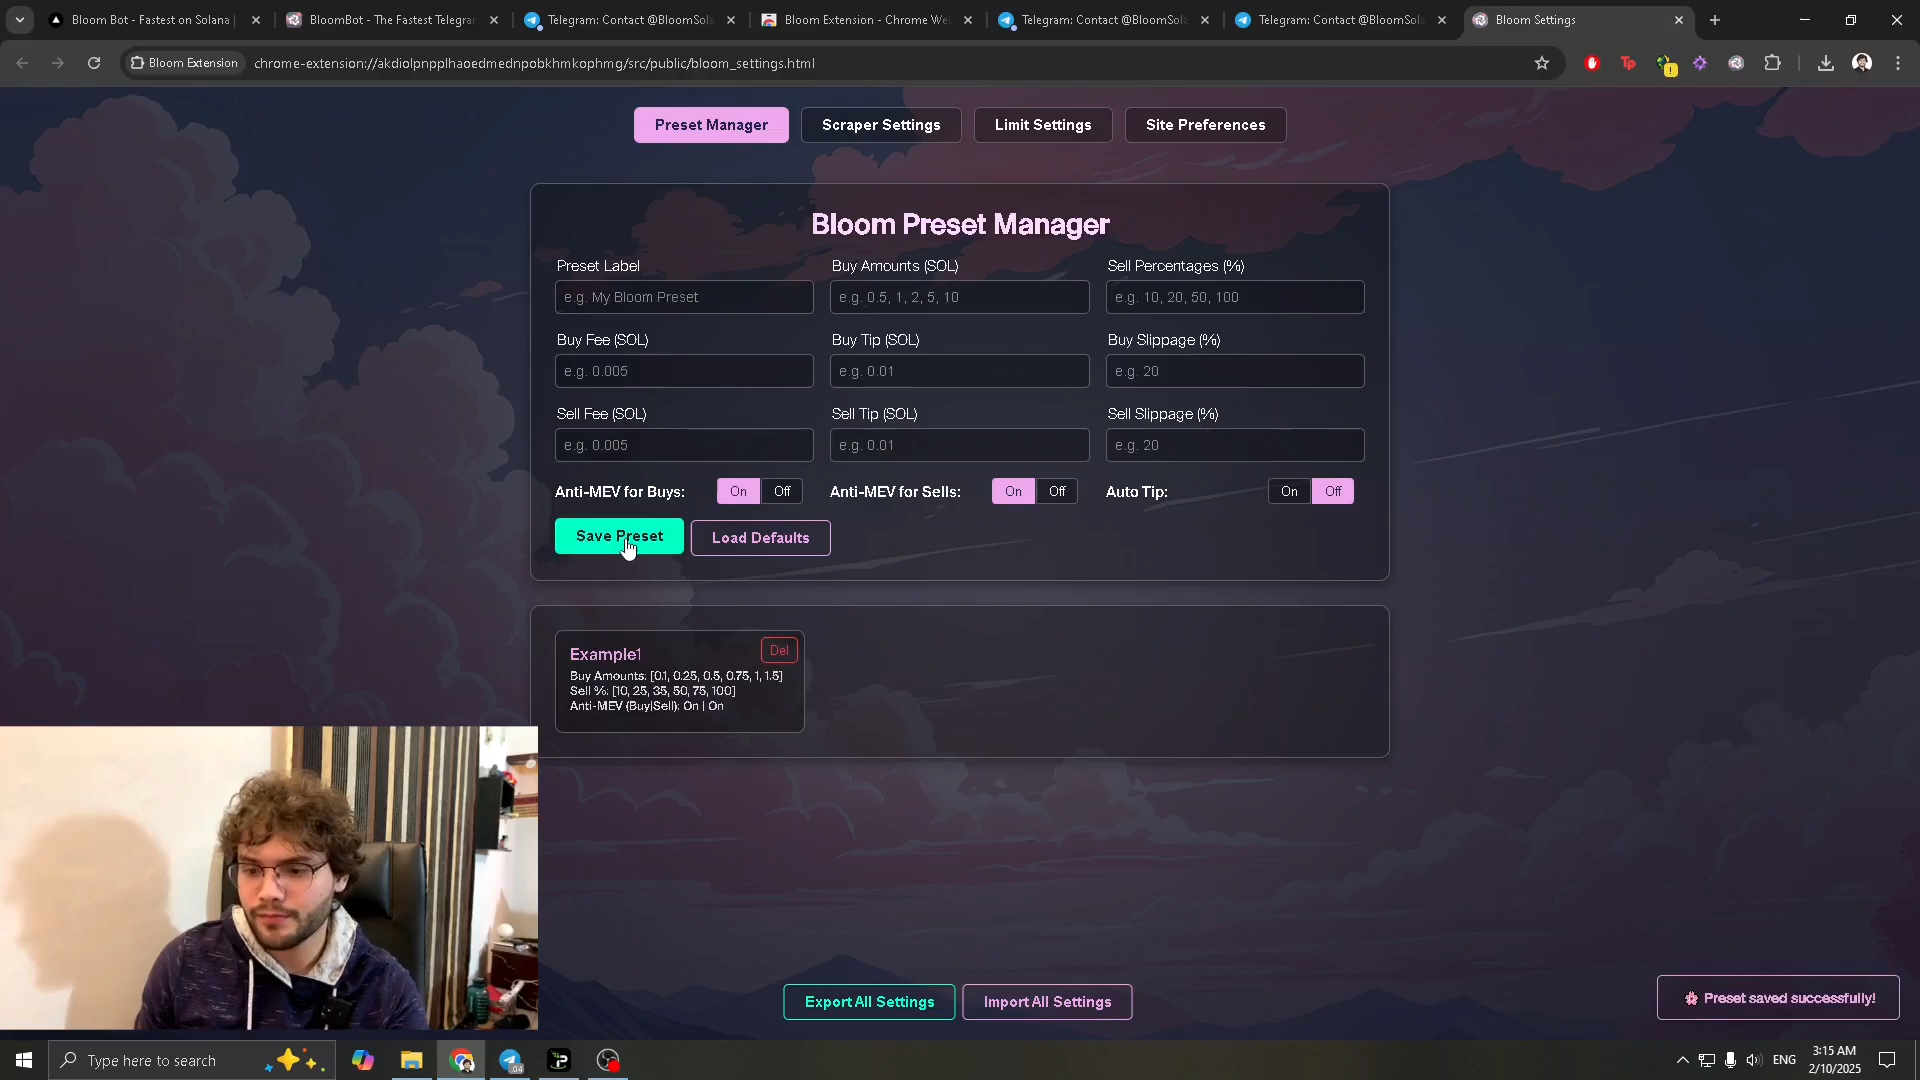 Bloom Bot - Fastest on Solana |
BloomBot - The Fastest Telegram
Telegram: Contact @BloomSola
Bloom Extension - Chrome We
Telegram: Contact @BloomSola
Telegram: Contact @BloomSola
Bloom Settings
Bloom Extension
chrome-extension://akdiolpnpplhaoedmednpobkhmkophmg/src/public/bloom_settings.html
Tp
Preset Manager
Scraper Settings
Limit Settings
Site Preferences
Bloom Preset Manager
Preset Label
Buy Amounts (SOL)
Sell Percentages (%)
e.g. My Bloom Preset
e.g. 0.5, 1, 2, 5, 10
e.g. 10, 20, 50, 100
Buy Fee (SOL)
Buy Tip (SOL)
Buy Slippage (%)
e.g. 0.005
e.g. 0.01
e.g. 20
Sell Fee (SOL)
Sell Tip (SOL)
Sell Slippage (%)
e.g. 0.005
e.g. 0.01
e.g. 20
Anti-MEV for Buys:
On
Off
Anti-MEV for Sells:
On
Off
Auto Tip:
On
Off
Save Preset
Load Defaults
Example1
Del
Buy Amounts: [0.1, 0.25, 0.5, 0.75, 1, 1.5]
Sell %: [10, 25, 35, 50, 75, 100]
Anti-MEV (Buy|Sell): On | On
Export All Settings
Import All Settings
Preset saved successfully!
Type here to search
04
ENG
3:15 AM
2/10/2025